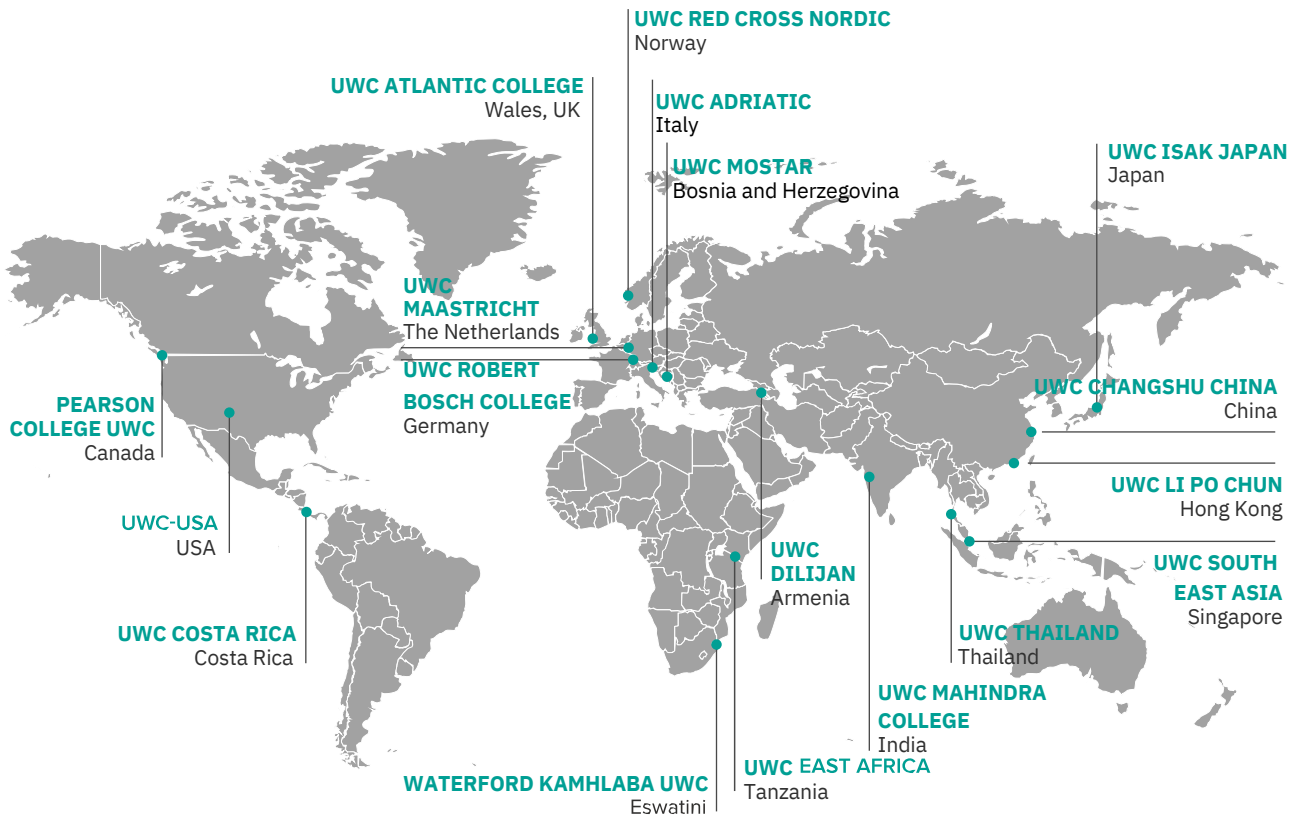 UWC RED CROSS NORDIC
Norway
UWC ATLANTIC COLLEGE
Wales, UK
UWC ADRIATIC
Italy
UWC MOSTAR
Bosnia and Herzegovina
UWC ISAK JAPAN
Japan
UWC
MAASTRICHT
The Netherlands
UWC ROBERT
BOSCH COLLEGE
Germany
UWC CHANGSHU CHINA
China
PEARSON
COLLEGE UWC
Canada
UWC LI PO CHUN
Hong Kong
UWC-USA
USA
UWC
DILIJAN
Armenia
UWC SOUTH
EAST ASIA
Singapore
UWC COSTA RICA
Costa Rica
UWC THAILAND
Thailand
UWC MAHINDRA
COLLEGE
India
UWC EAST AFRICA
Tanzania
WATERFORD KAMHLABA UWC
Eswatini